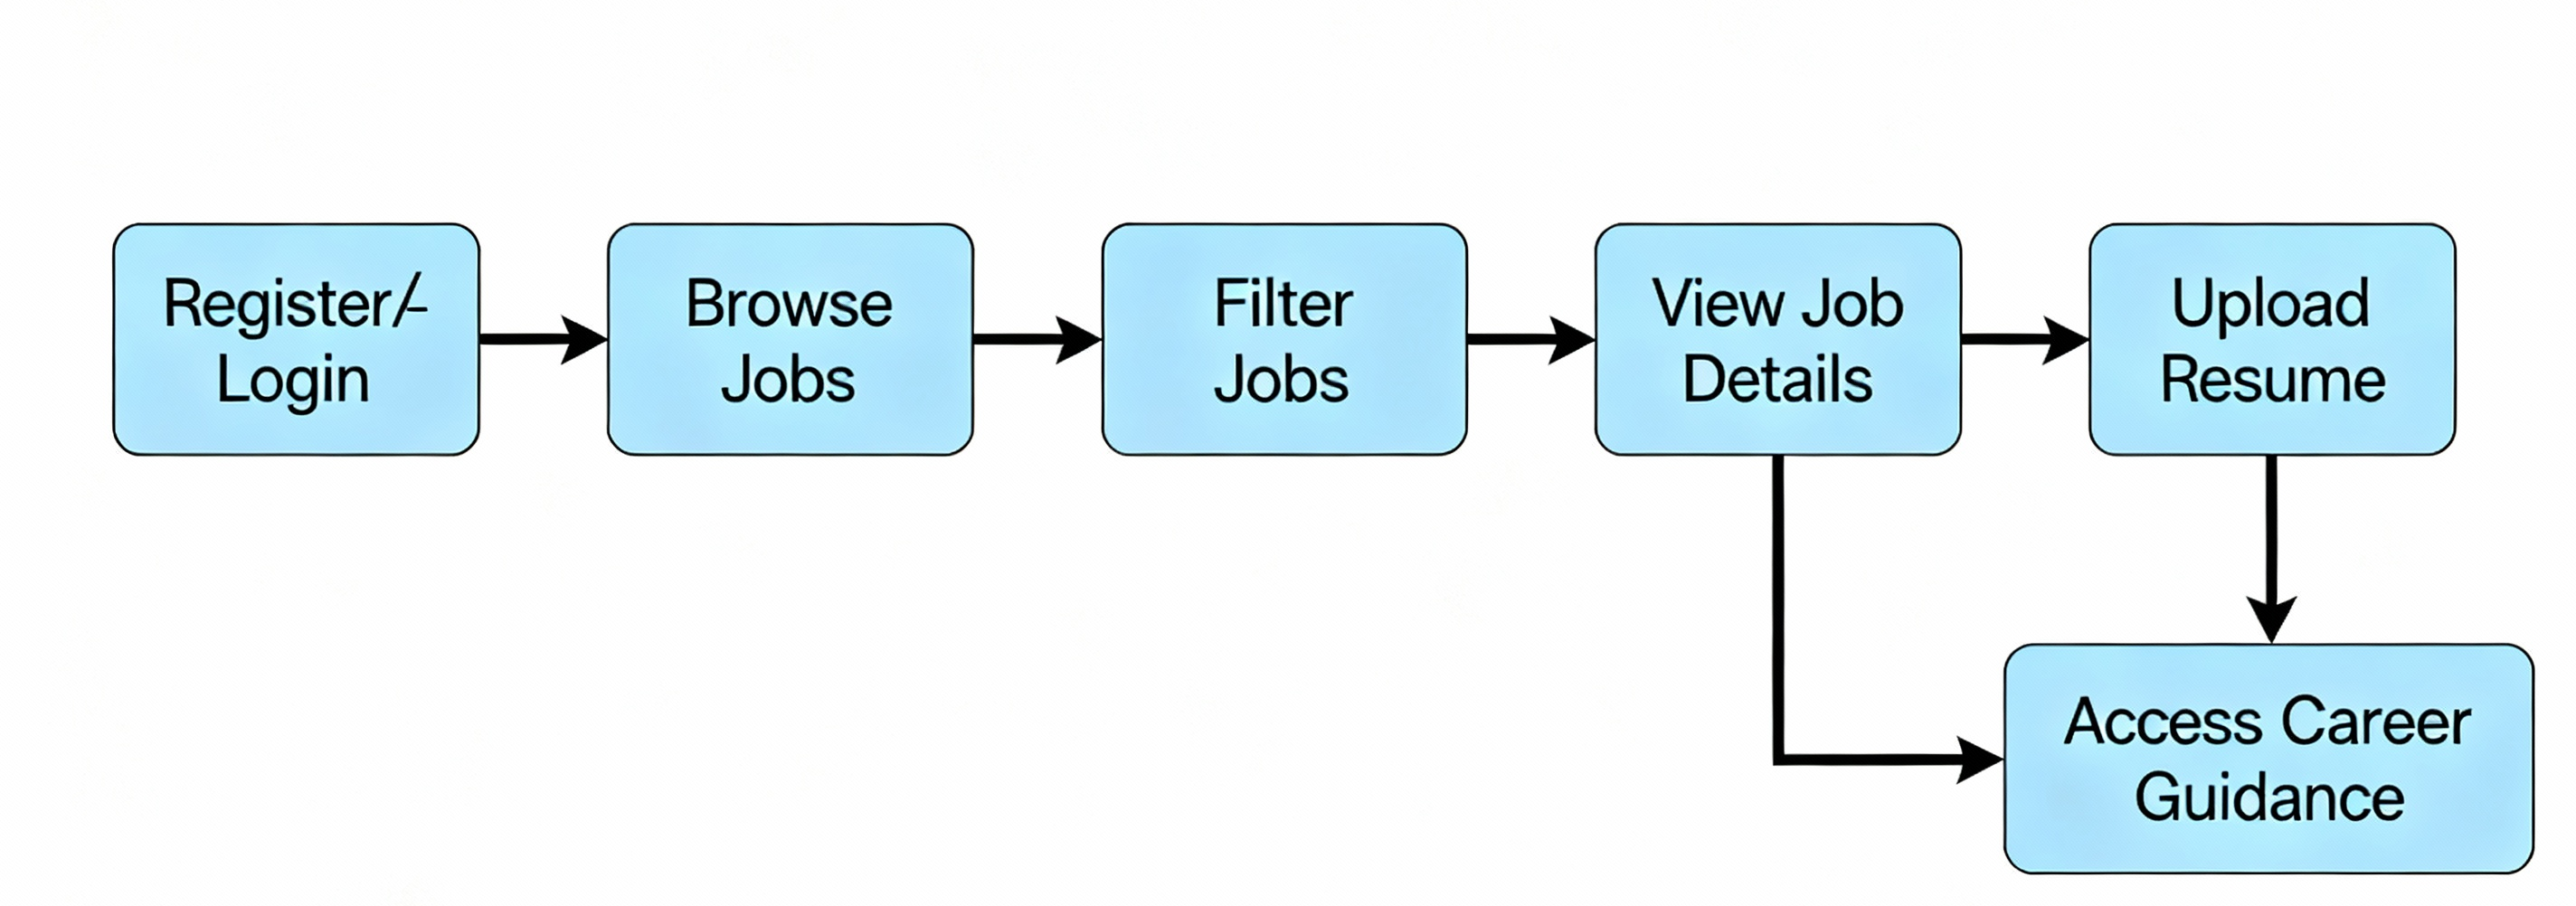 Register/-
Login
Browse
Jobs
Filter
Jobs
View Job
Details
Upload
Resume
Access Career
Guidance